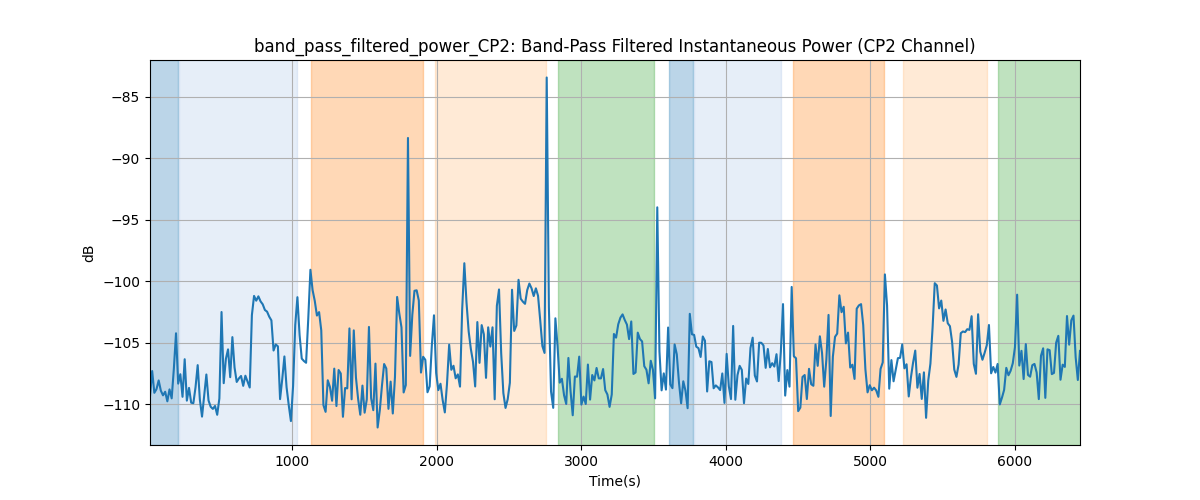 band_pass_filtered_power_CP2: Band-Pass Filtered Instantaneous Power (CP2 Channel)
−85
−90
−95
−100
−105
−110
dB
1000 2000 3000 4000 5000 6000
Time(s)